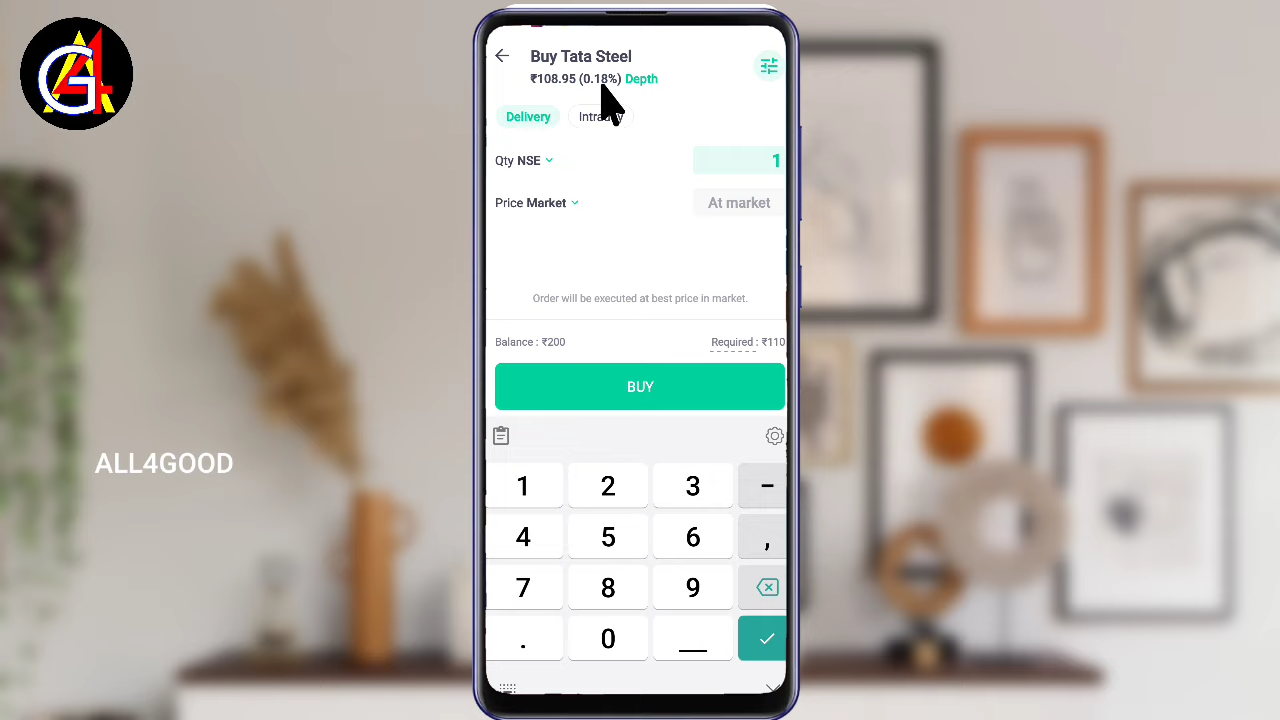 Buy Tata Steel
₹108.95 (0.18%) Depth
Delivery
Qty NSE 1
Price Market At market
Order will be executed at best price in market.
Balance : ₹200 Required : ₹110
BUY
1 2 3 −
4 5 6 ,
7 8 9
. 0
ALL4GOOD